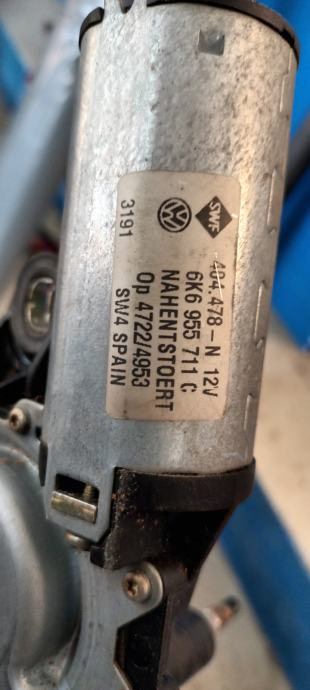 SWF
404.478-N 12V
6K6 955 711 C
NAHENTSTOERT
Op 4722/4953
SW4 SPAIN
3191